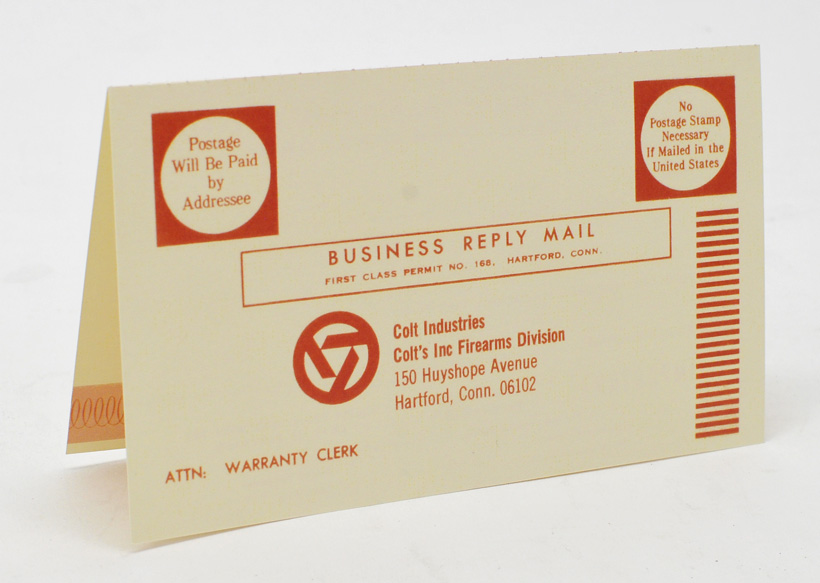 Postage
Will Be Paid
by
Addressee
No
Postage Stamp
Necessary
If Mailed in the
United States
BUSINESS REPLY MAIL
FIRST CLASS PERMIT NO. 168, HARTFORD, CONN.
Colt Industries
Colt's Inc Firearms Division
150 Huyshope Avenue
Hartford, Conn. 06102
ATTN: WARRANTY CLERK